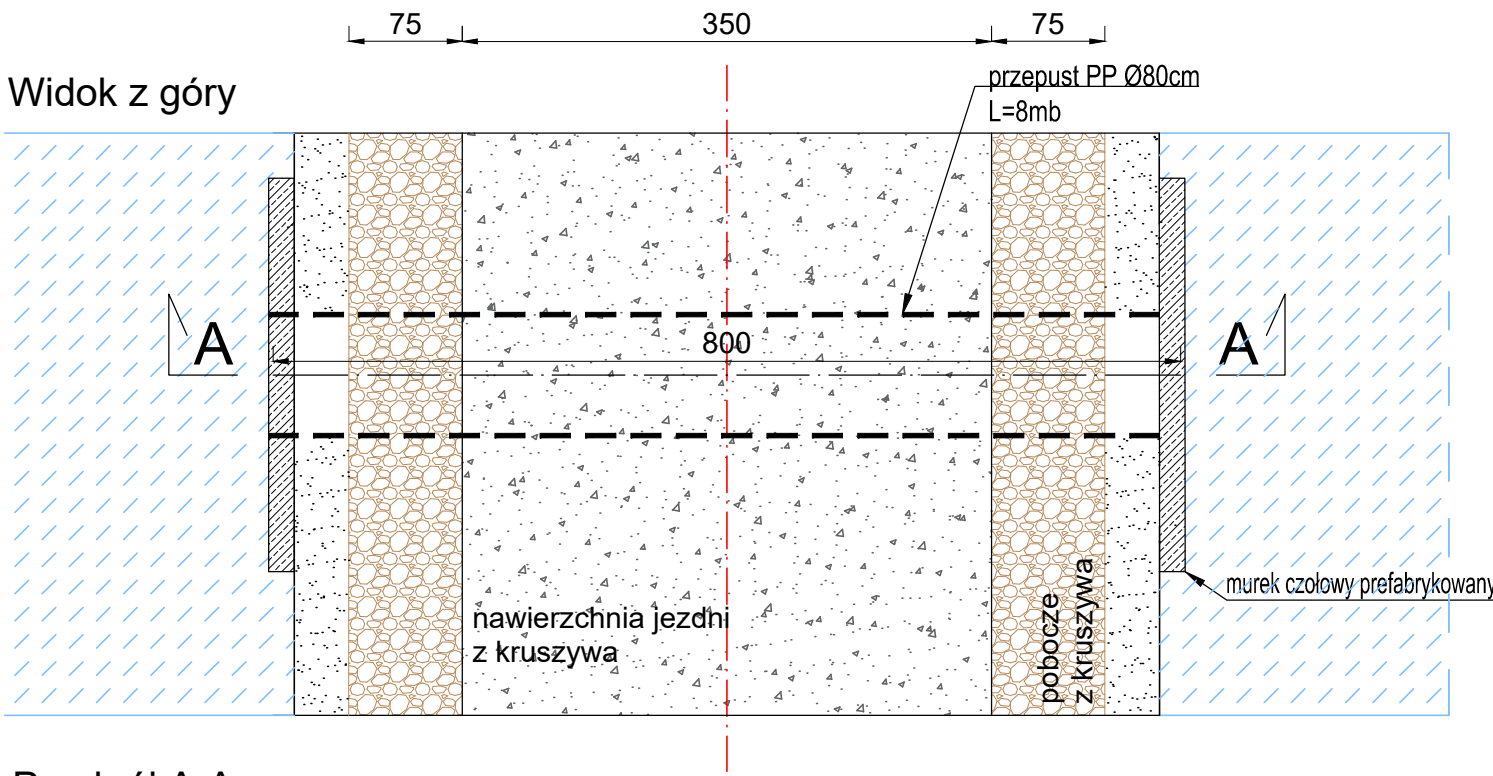 75
350
75
Widok z góry
przepust PP Ø80cm
L=8mb
A
800
A
murek czołowy prefabrykowany
nawierzchnia jezdni
z kruszywa
pobocze
z kruszywa